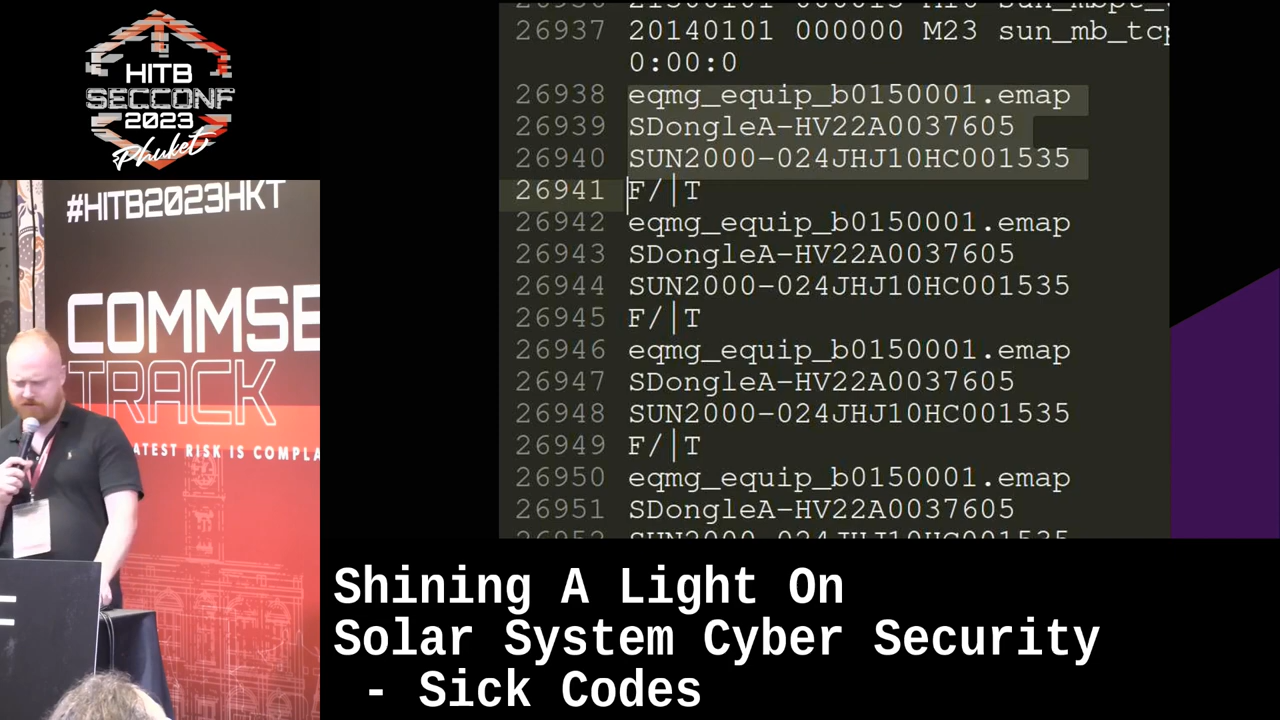 HITB
SECCONF
2023
Phuket
#HITB2023HKT
COMMSE
TRACK
ATEST RISK IS COMPLA
26937 20140101 000000 M23 sun_mb_tcp
0:00:0
26938 eqmg_equip_b0150001.emap
26939 SDongleA-HV22A0037605
26940 SUN2000-024JHJ10HC001535
26941 F/|T
26942 eqmg_equip_b0150001.emap
26943 SDongleA-HV22A0037605
26944 SUN2000-024JHJ10HC001535
26945 F/|T
26946 eqmg_equip_b0150001.emap
26947 SDongleA-HV22A0037605
26948 SUN2000-024JHJ10HC001535
26949 F/|T
26950 eqmg_equip_b0150001.emap
26951 SDongleA-HV22A0037605
Shining A Light On
Solar System Cyber Security
- Sick Codes